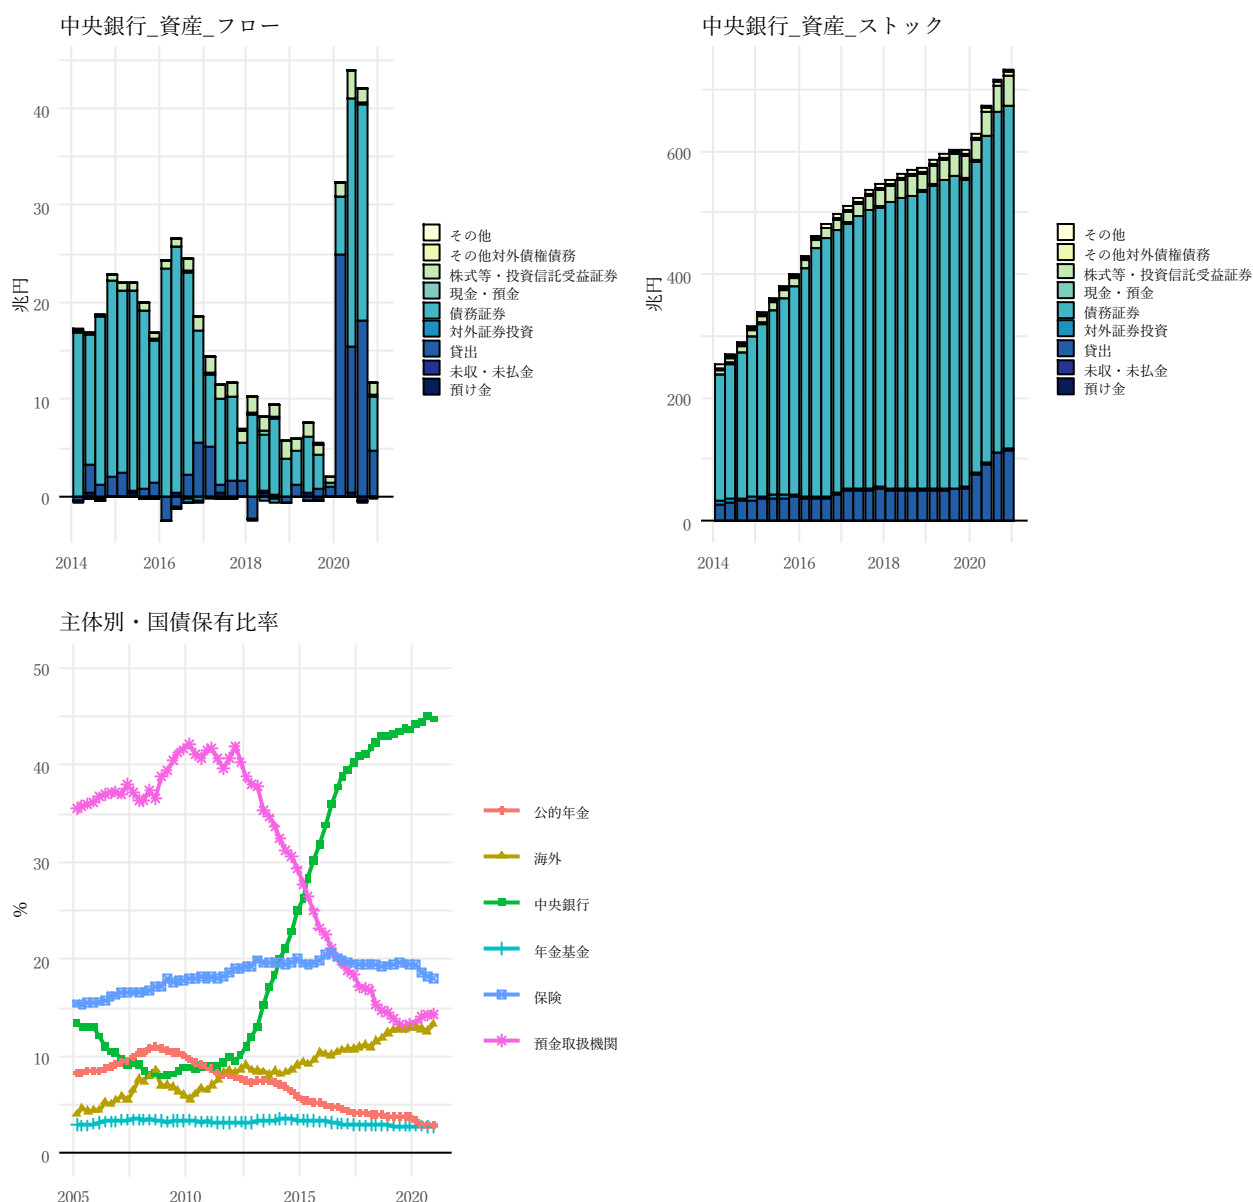 中央銀行_資産_フロー
兆円
40
30
20
10
0
2014
2016
2018
2020
その他
その他対外債権債務
株式等・投資信託受益証券
現金・預金
債務証券
対外証券投資
貸出
未収・未払金
預け金
中央銀行_資産_ストック
兆円
600
400
200
0
2014
2016
2018
2020
その他
その他対外債権債務
株式等・投資信託受益証券
現金・預金
債務証券
対外証券投資
貸出
未収・未払金
預け金
主体別・国債保有比率
%
50
40
30
20
10
0
2005
2010
2015
2020
公的年金
海外
中央銀行
年金基金
保険
預金取扱機関